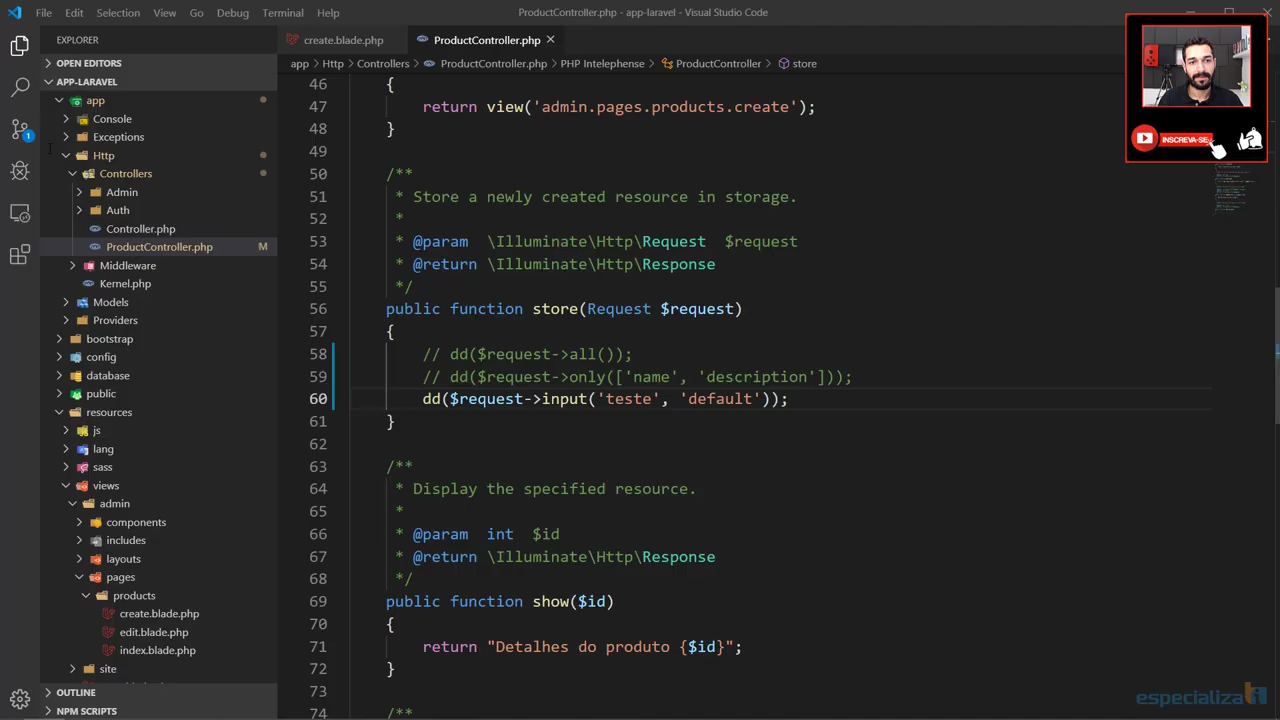 File Edit Selection View Go Debug Terminal Help
ProductController.php - app-laravel - Visual Studio Code
EXPLORER
OPEN EDITORS
APP-LARAVEL
app
Console
Exceptions
Http
Controllers
Admin
Auth
Controller.php
ProductController.php M
Middleware
Kernel.php
Models
Providers
bootstrap
config
database
public
resources
js
lang
sass
views
admin
components
includes
layouts
pages
products
create.blade.php
edit.blade.php
index.blade.php
site
OUTLINE
NPM SCRIPTS
1
create.blade.php
ProductController.php
app > Http > Controllers > ProductController.php > PHP Intelephense > ProductController > store
46 {
47 return view('admin.pages.products.create');
48 }
49
50 /**
51 * Store a newly created resource in storage.
52 *
53 * @param \Illuminate\Http\Request $request
54 * @return \Illuminate\Http\Response
55 */
56 public function store(Request $request)
57 {
58 // dd($request->all());
59 // dd($request->only(['name', 'description']));
60 dd($request->input('teste', 'default'));
61 }
62
63 /**
64 * Display the specified resource.
65 *
66 * @param int $id
67 * @return \Illuminate\Http\Response
68 */
69 public function show($id)
70 {
71 return "Detalhes do produto {$id}";
72 }
73
74 /**
INSCREVA-SE
especializati